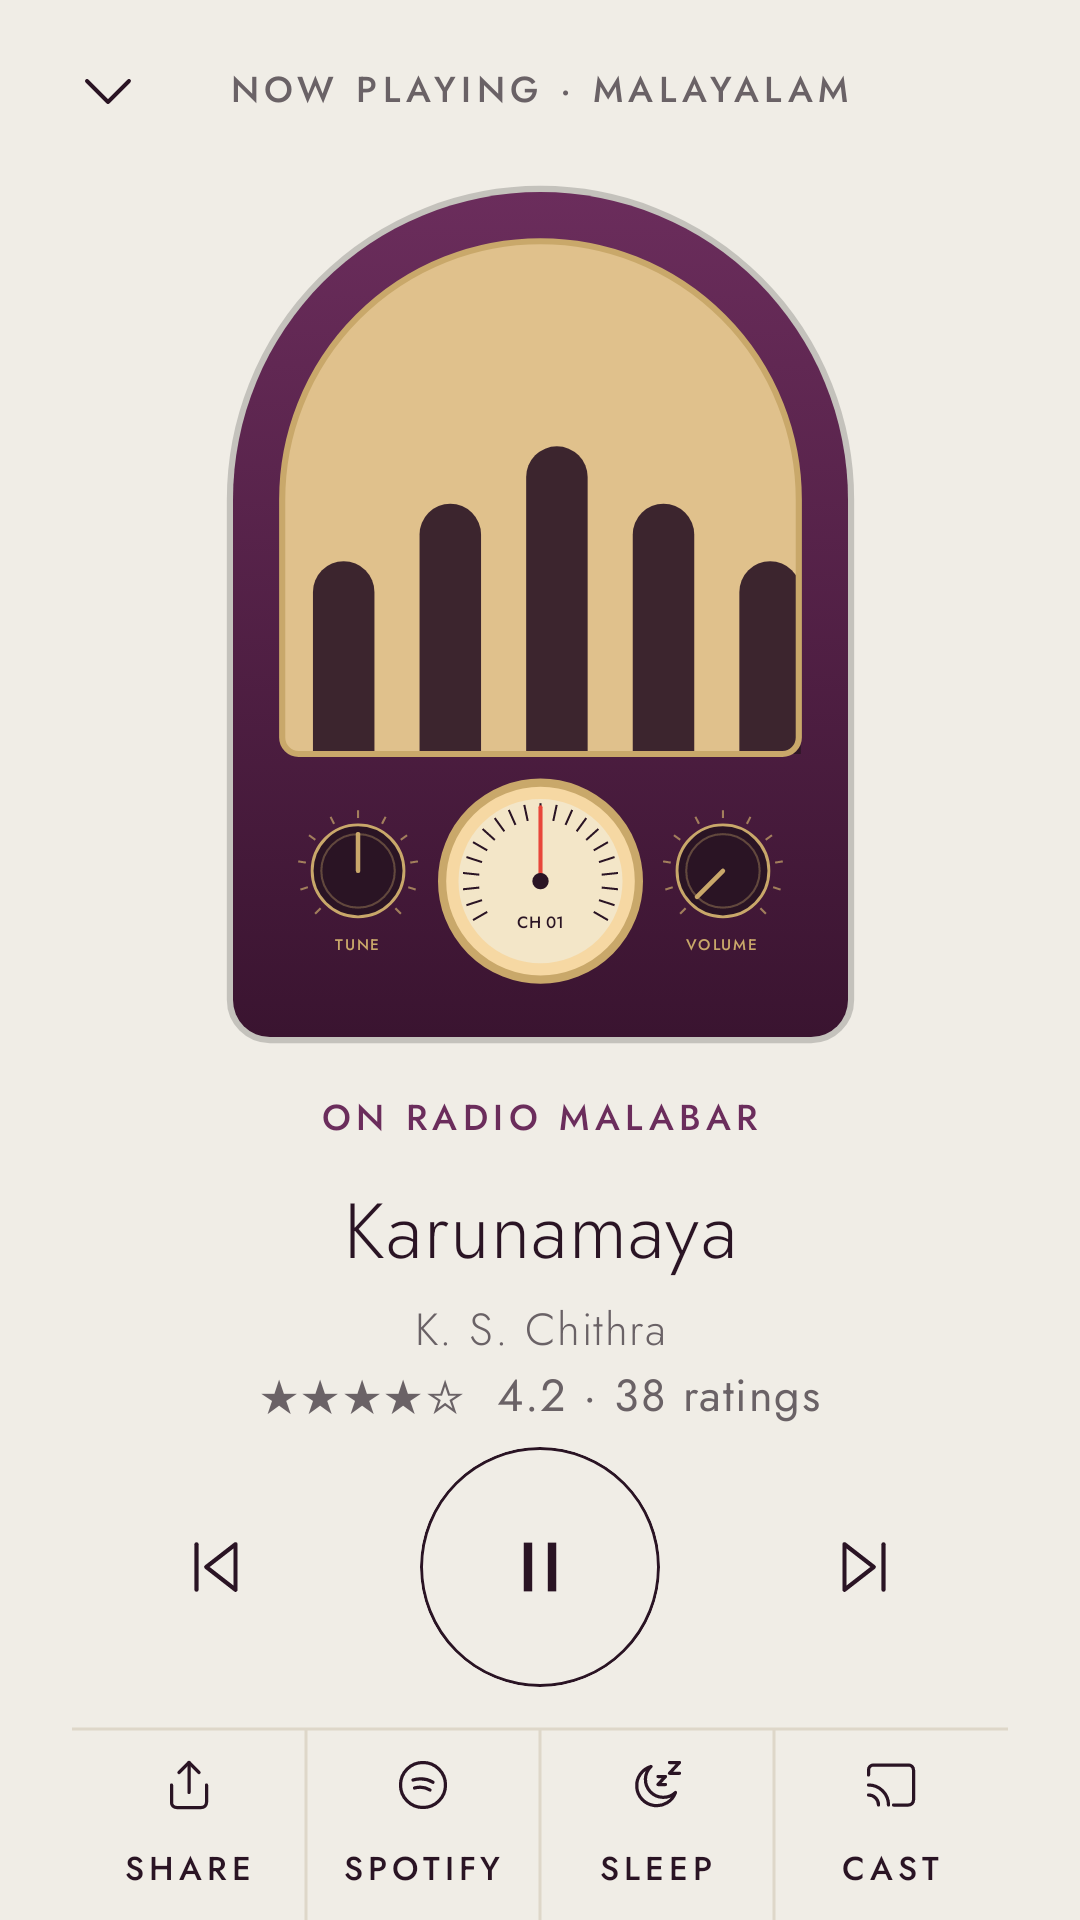 NOW PLAYING · MALAYALAM
CH 01
TUNE
VOLUME
ON RADIO MALABAR
Karunamaya
K. S. Chithra
★★★★☆ 4.2 · 38 ratings
SHARE
SPOTIFY
SLEEP
CAST